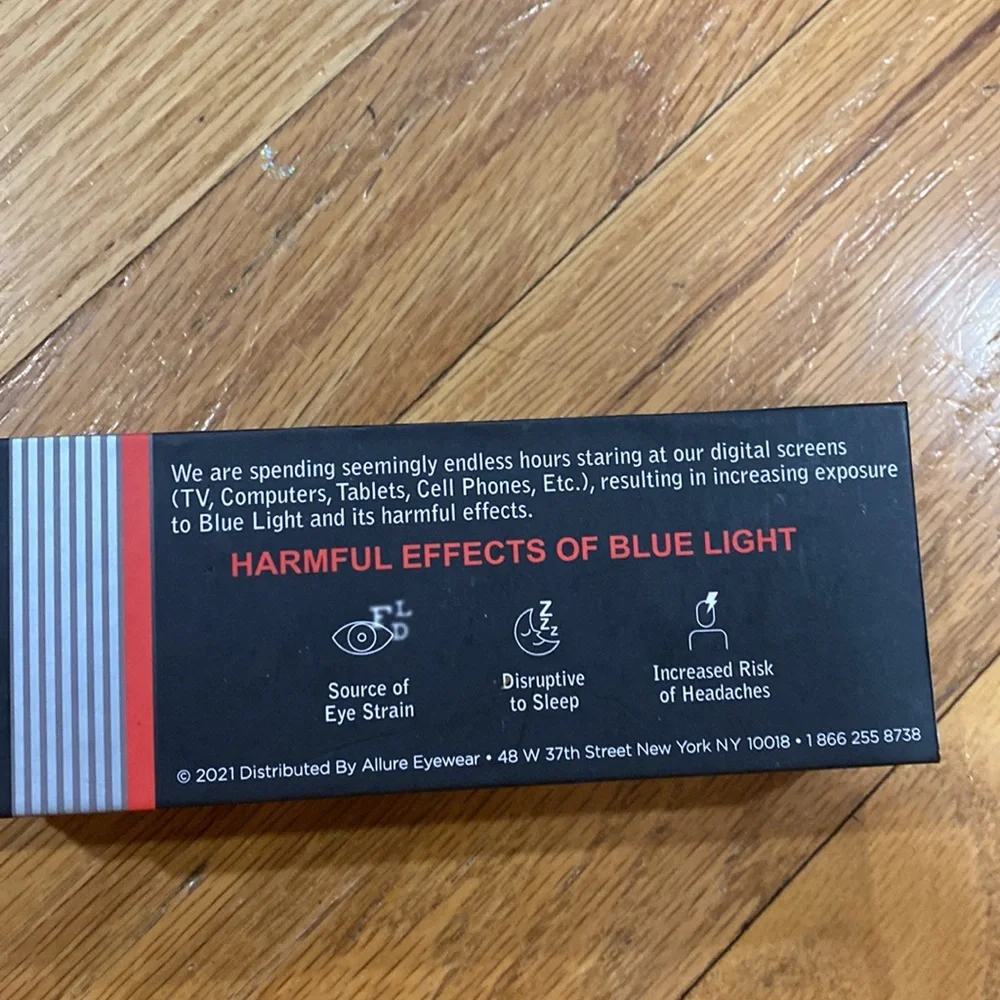 We are spending seemingly endless hours staring at our digital screens
(TV, Computers, Tablets, Cell Phones, Etc.), resulting in increasing exposure
to Blue Light and its harmful effects.
HARMFUL EFFECTS OF BLUE LIGHT
F L
D
Z
Z
Z
Source of
Eye Strain
Disruptive
to Sleep
Increased Risk
of Headaches
© 2021 Distributed By Allure Eyewear • 48 W 37th Street New York NY 10018 • 1 866 255 8738